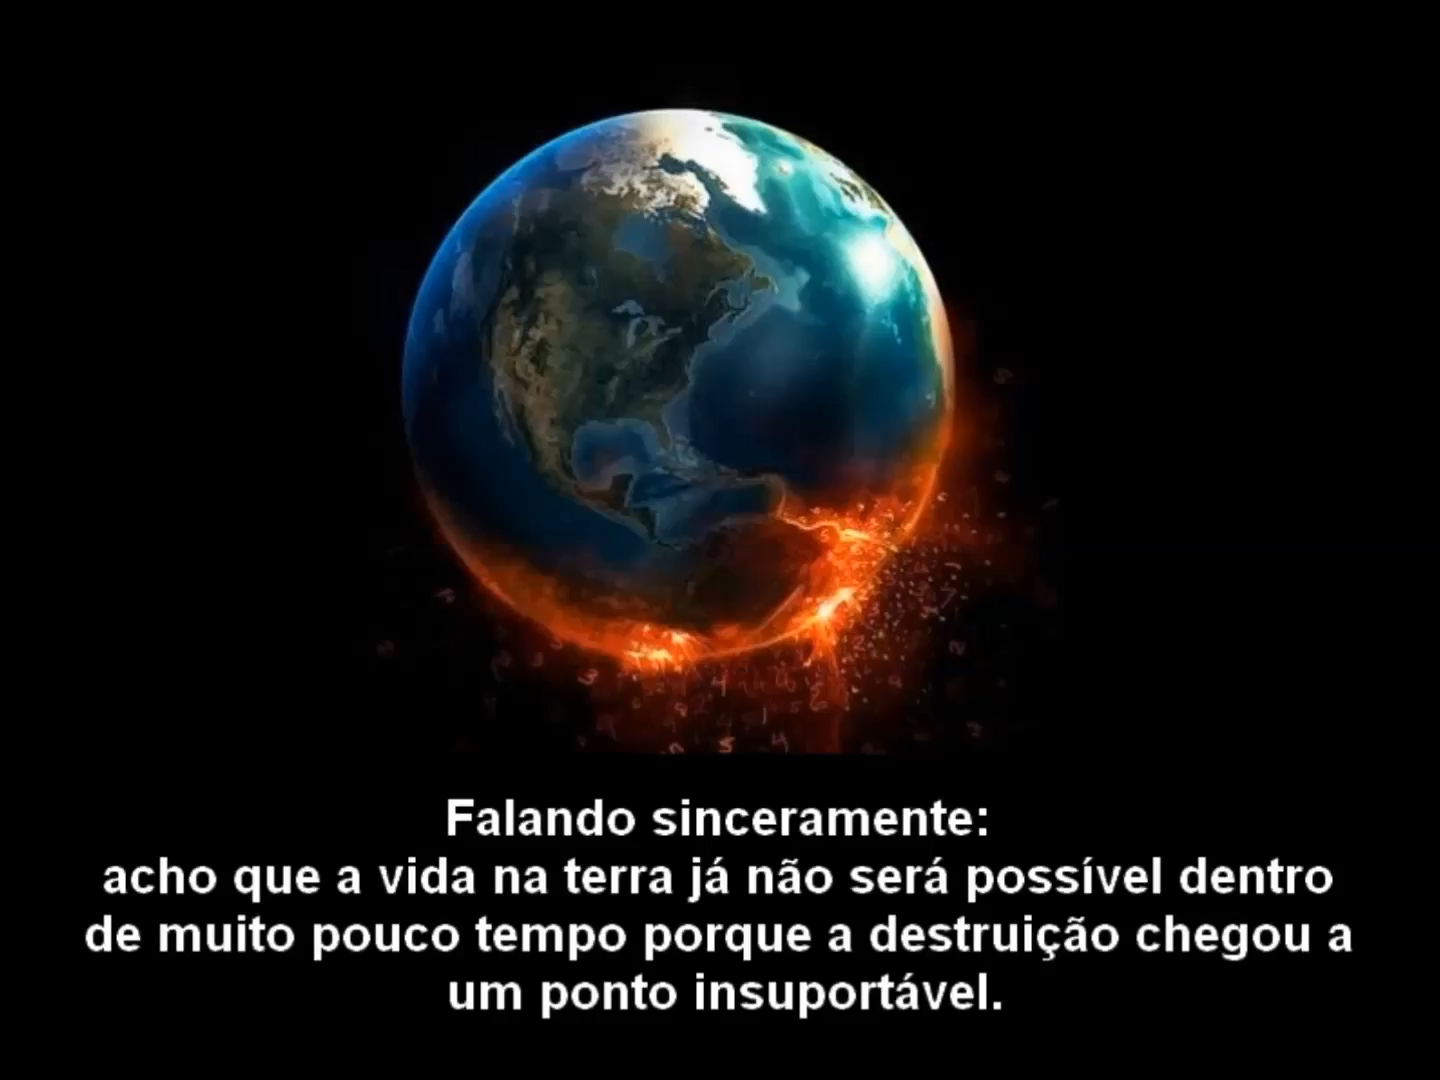 Falando sinceramente:
acho que a vida na terra já não será possível dentro
de muito pouco tempo porque a destruição chegou a
um ponto insuportável.